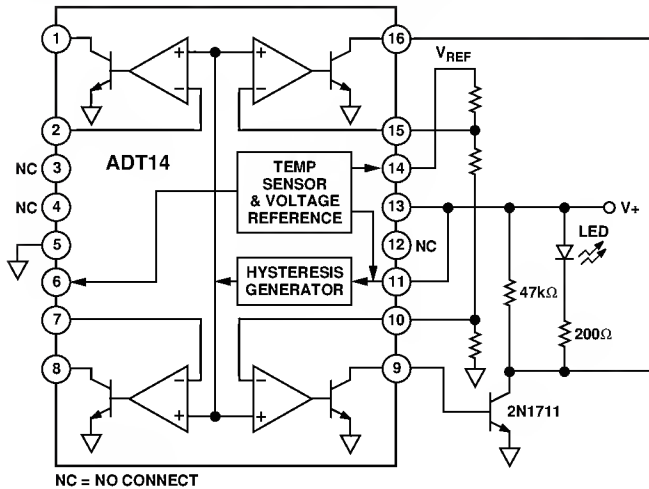 1
16
VREF
2
15
ADT14
NC
3
14
TEMP
SENSOR
& VOLTAGE
REFERENCE
NC
4
13
V+
LED
5
12
NC
6
11
HYSTERESIS
GENERATOR
47kΩ
7
10
200Ω
8
9
2N1711
+
+
−
−
−
−
+
+
NC = NO CONNECT